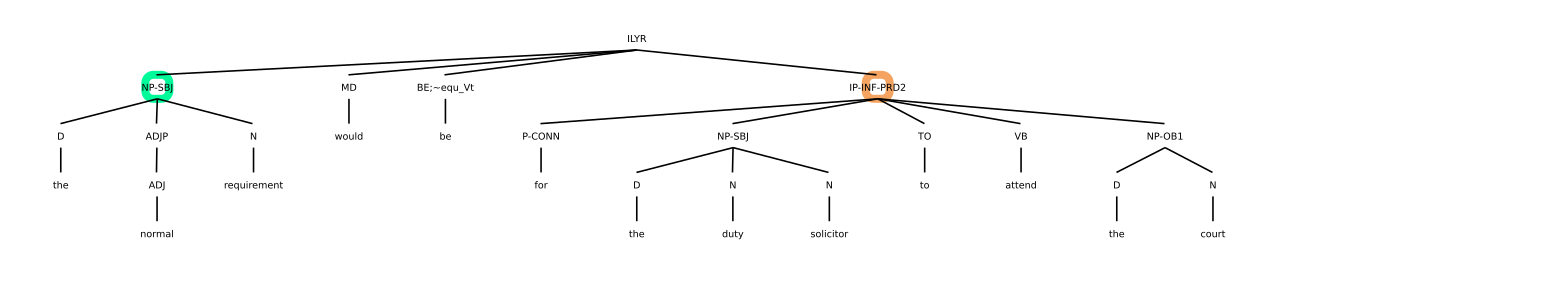 ILYR
NP-SBJ MD BE;~equ_Vt IP-INF-PRD2
D ADJP N would be P-CONN NP-SBJ TO VB NP-OB1
the ADJ requirement for D N N to attend D N
normal the duty solicitor the court